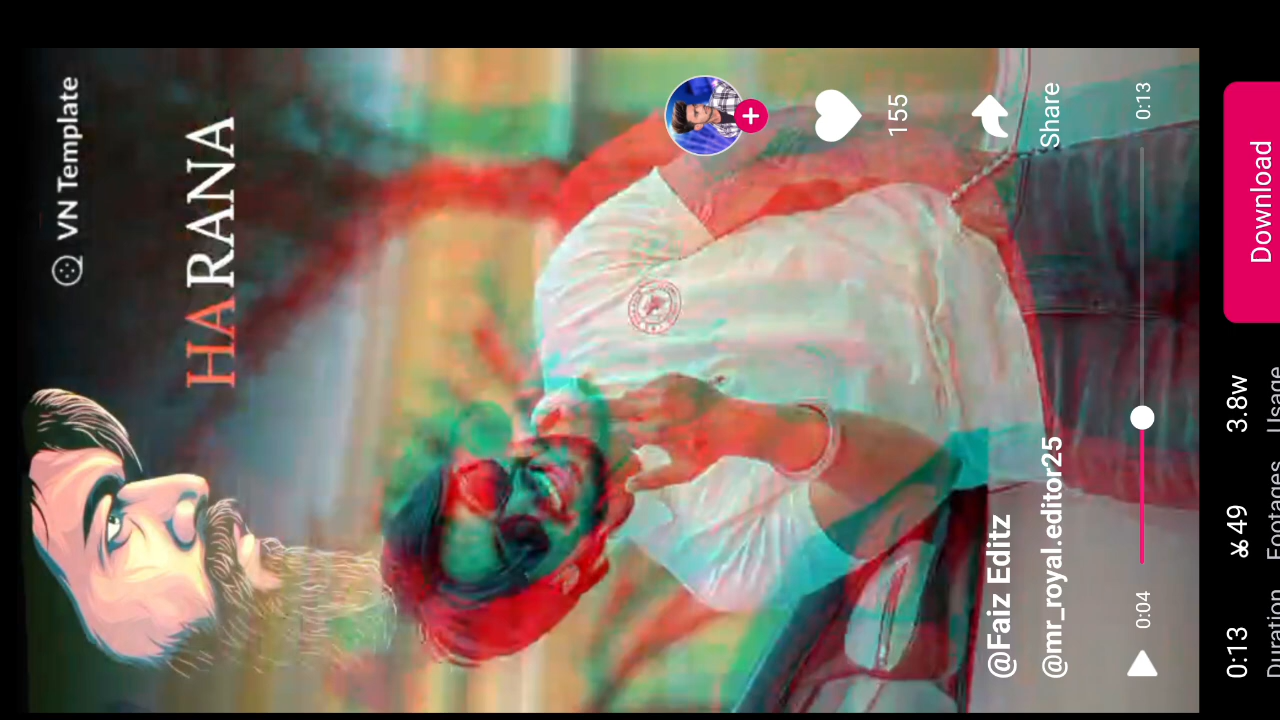 VN Template
HARANA
155
Share
@Faiz Editz
@mr_royal.editor25
0:04
0:13
0:13
49
3.8w
Download
Duration
Footages
Usage